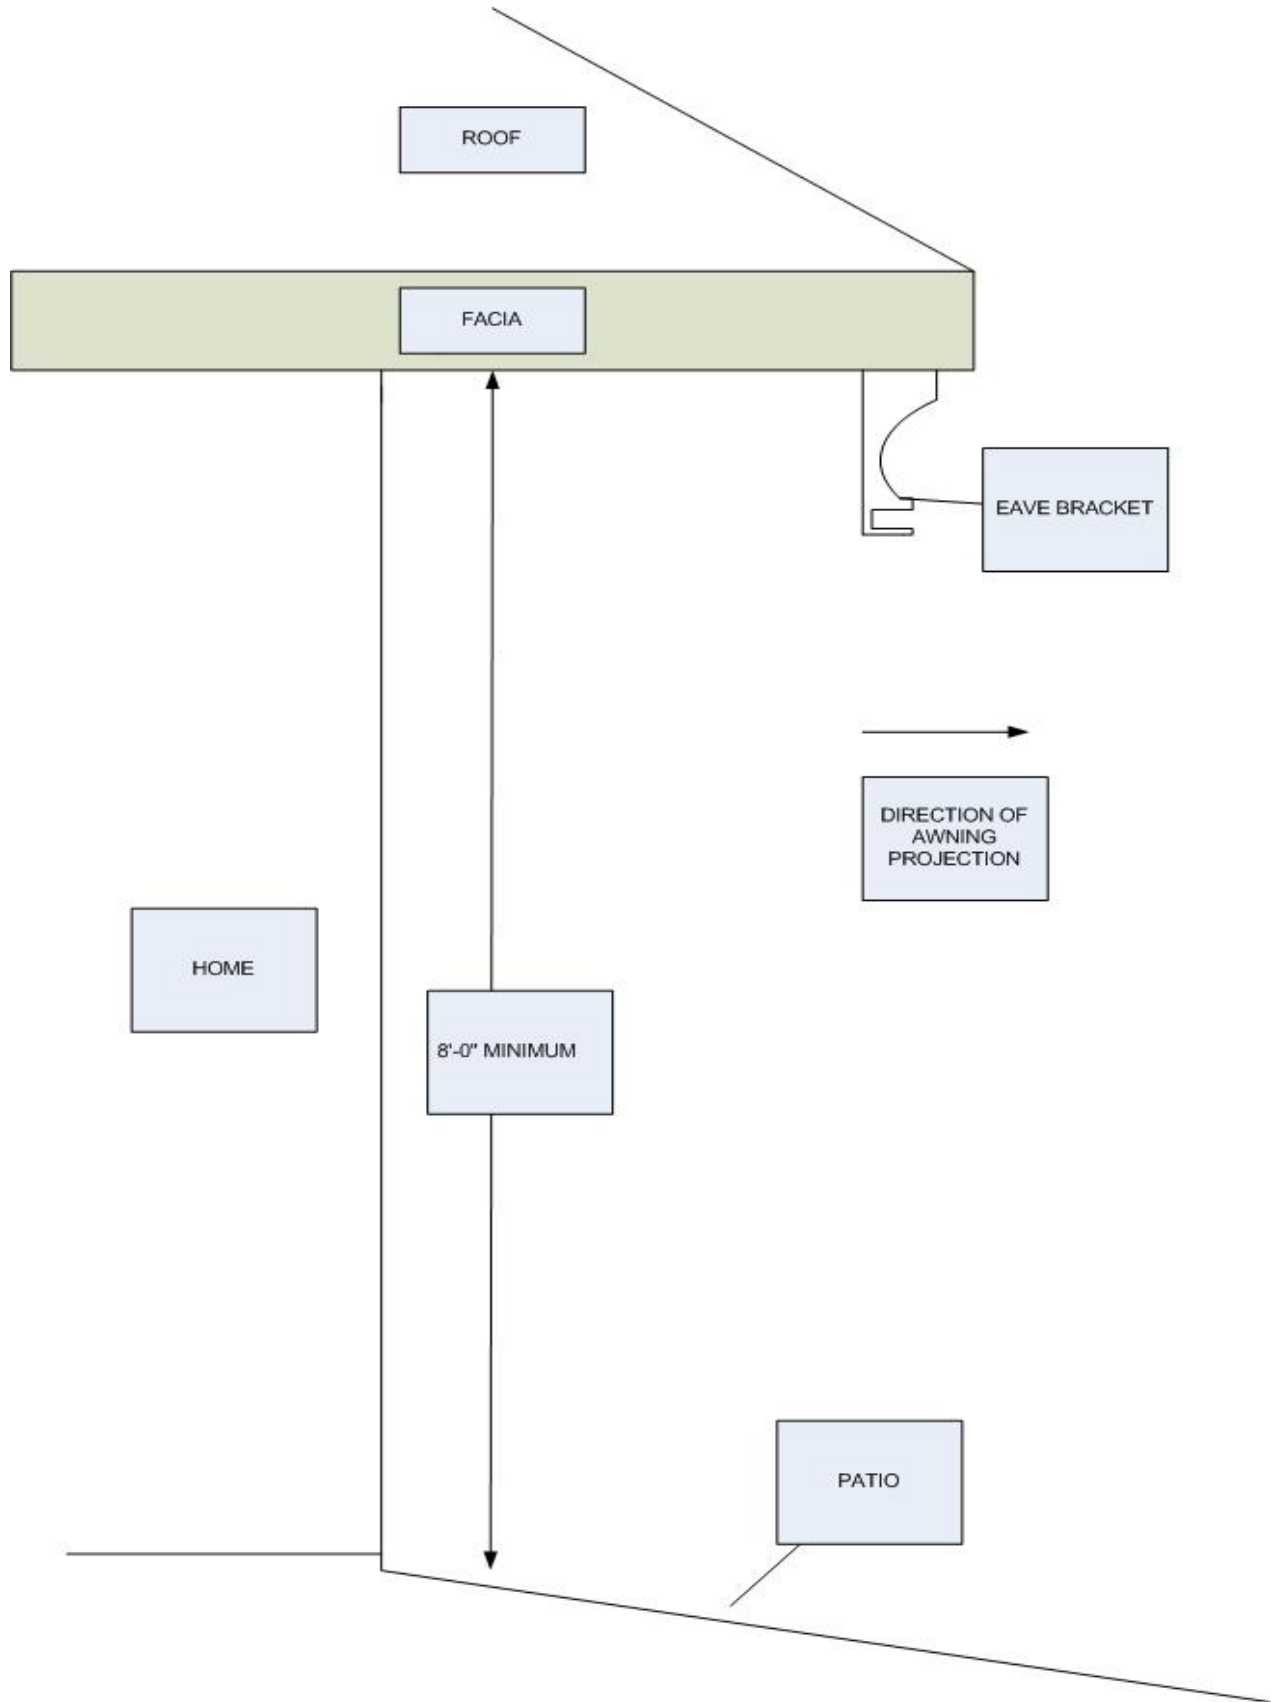 ROOF
FACIA
EAVE BRACKET
DIRECTION OF
AWNING
PROJECTION
HOME
8'-0" MINIMUM
PATIO